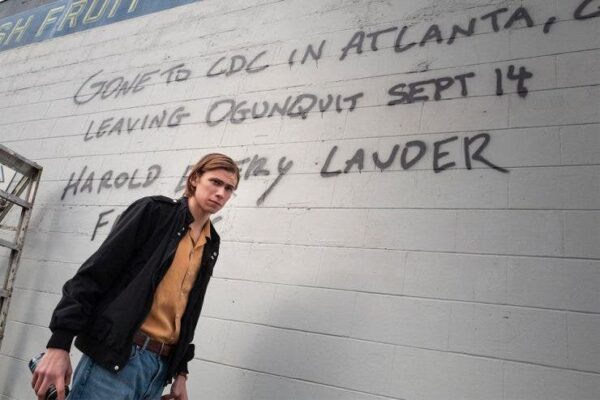 SH FRUIT
GONE TO CDC IN ATLANTA, G
LEAVING OGUNQUIT SEPT 14
HAROLD LAUDER